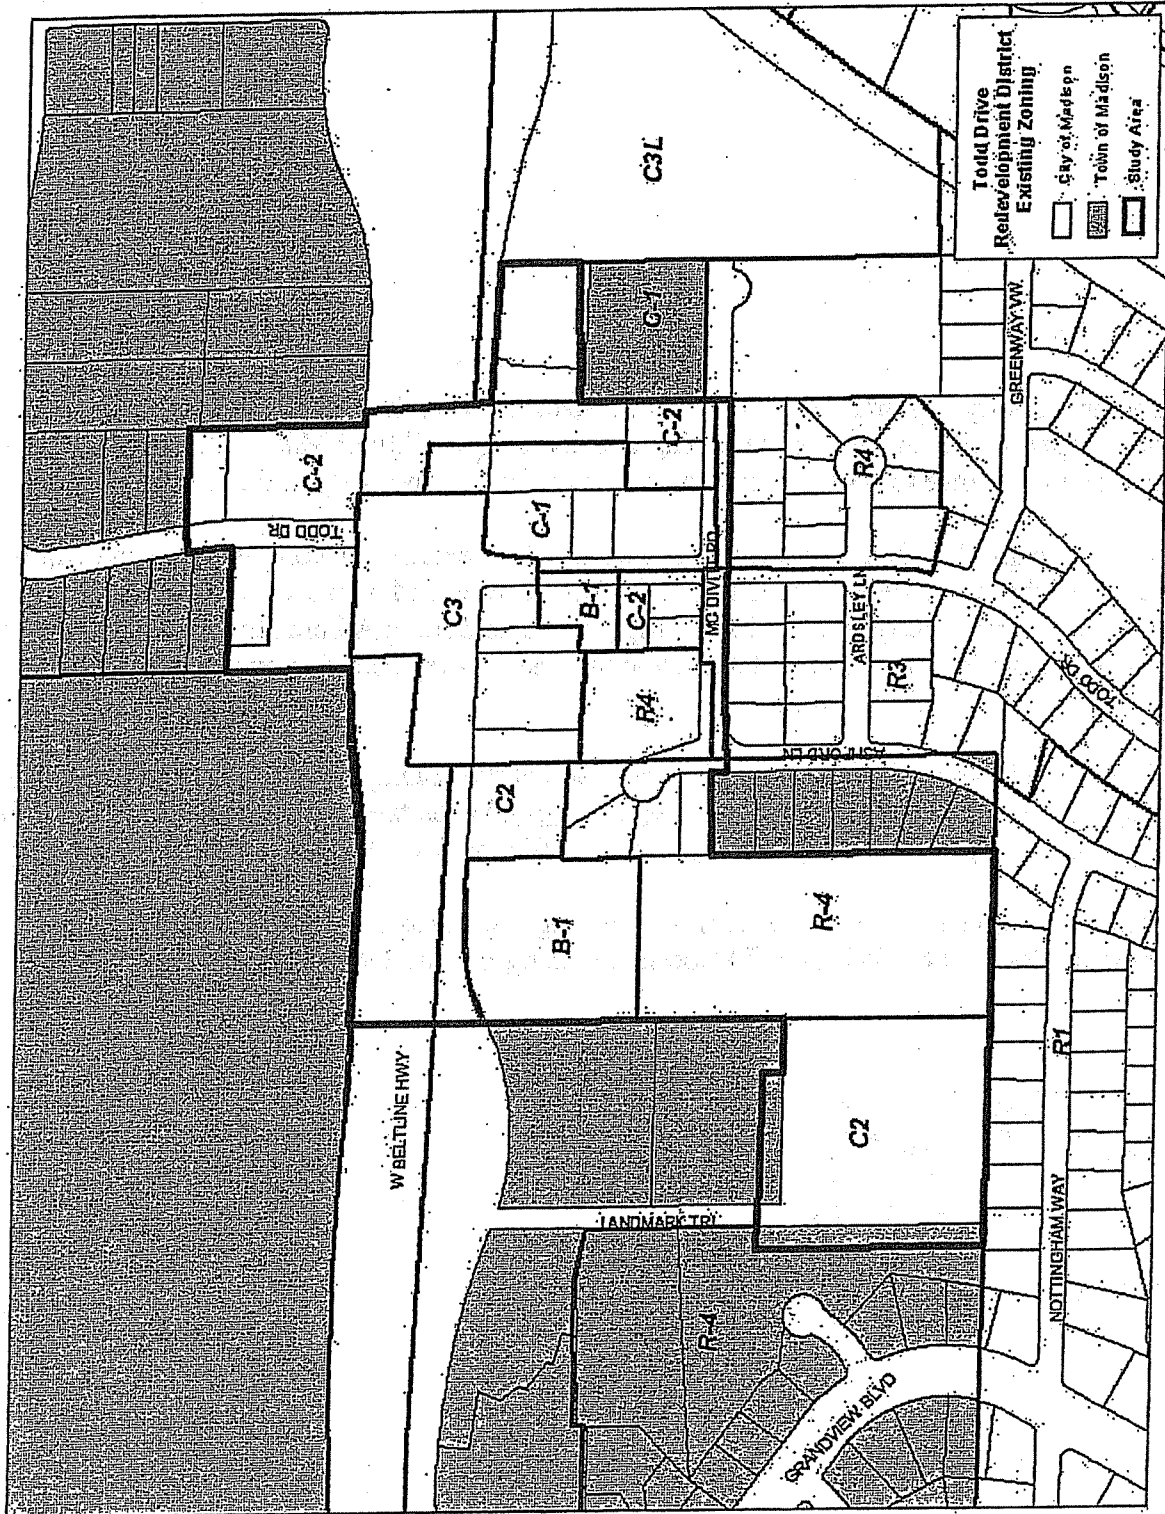 Todd Drive
Redevelopment District
Existing Zoning
City of Madison
Town of Madison
Study Area
C-2
TODD DR
C3L
C-1
C-2
C-1
C3
B-1
C-2
R4
MC DIVITT RD
C2
B-1
R-4
R4
ARDSLEY LN
R3
ASHFORD LN
TODD DR
GREENWAY VW
W BELTLINE HWY
LANDMARK TRL
C2
R-4
GRANDVIEW BLVD
NOTTINGHAM WAY
R1